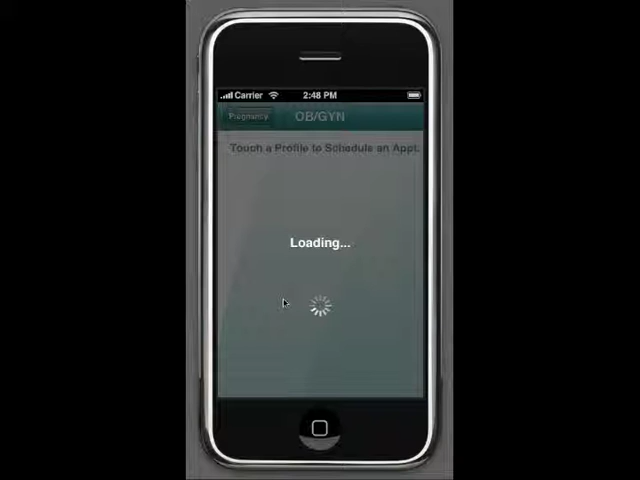 Carrier 2:48 PM
Pregnancy OB/GYN
Touch a Profile to Schedule an Appt.
Loading...